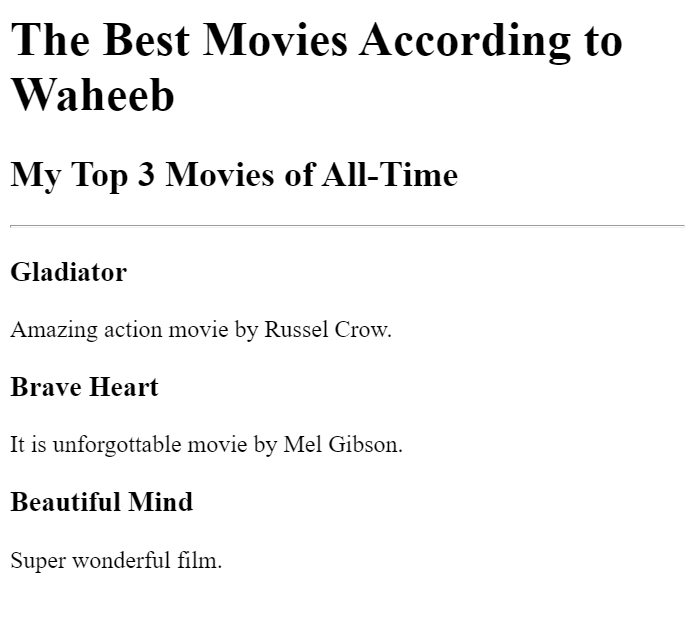 The Best Movies According to
Waheeb
My Top 3 Movies of All-Time
Gladiator
Amazing action movie by Russel Crow.
Brave Heart
It is unforgottable movie by Mel Gibson.
Beautiful Mind
Super wonderful film.